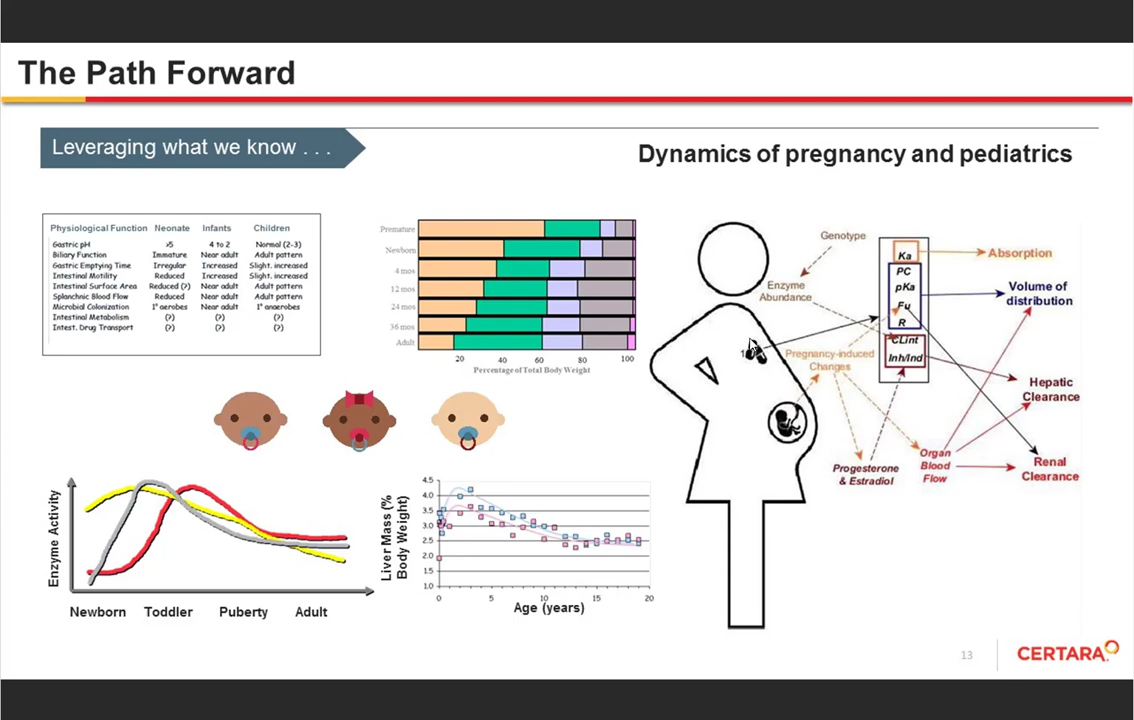 The Path Forward
Leveraging what we know . . .
Dynamics of pregnancy and pediatrics
Physiological Function Neonate Infants Children
Gastric pH >5 4 to 2 Normal (2-3)
Biliary Function Immature Near adult Adult pattern
Gastric Emptying Time Irregular Increased Slight. increased
Intestinal Motility Reduced Increased Slight. increased
Intestinal Surface Area Reduced (?) Near adult Adult pattern
Splanchnic Blood Flow Reduced Near adult Adult pattern
Microbial Colonization 1° aerobes Near adult 1° anaerobes
Intestinal Metabolism (?) (?) (?)
Intest. Drug Transport (?) (?) (?)
Premature
Newborn
4 mos
12 mos
24 mos
36 mos
Adult
20 40 60 80 100
Percentage of Total Body Weight
Genotype
Enzyme
Abundance
Pregnancy-induced
Changes
Progesterone
& Estradiol
Organ
Blood
Flow
Ka
PC
pKa
Fu
R
CLint
Inh/Ind
Absorption
Volume of
distribution
Hepatic
Clearance
Renal
Clearance
Enzyme Activity
Newborn Toddler Puberty Adult
Liver Mass (%
Body Weight)
4.5
4.0
3.5
3.0
2.5
2.0
1.5
1.0
0 5 10 15 20
Age (years)
13
CERTARA